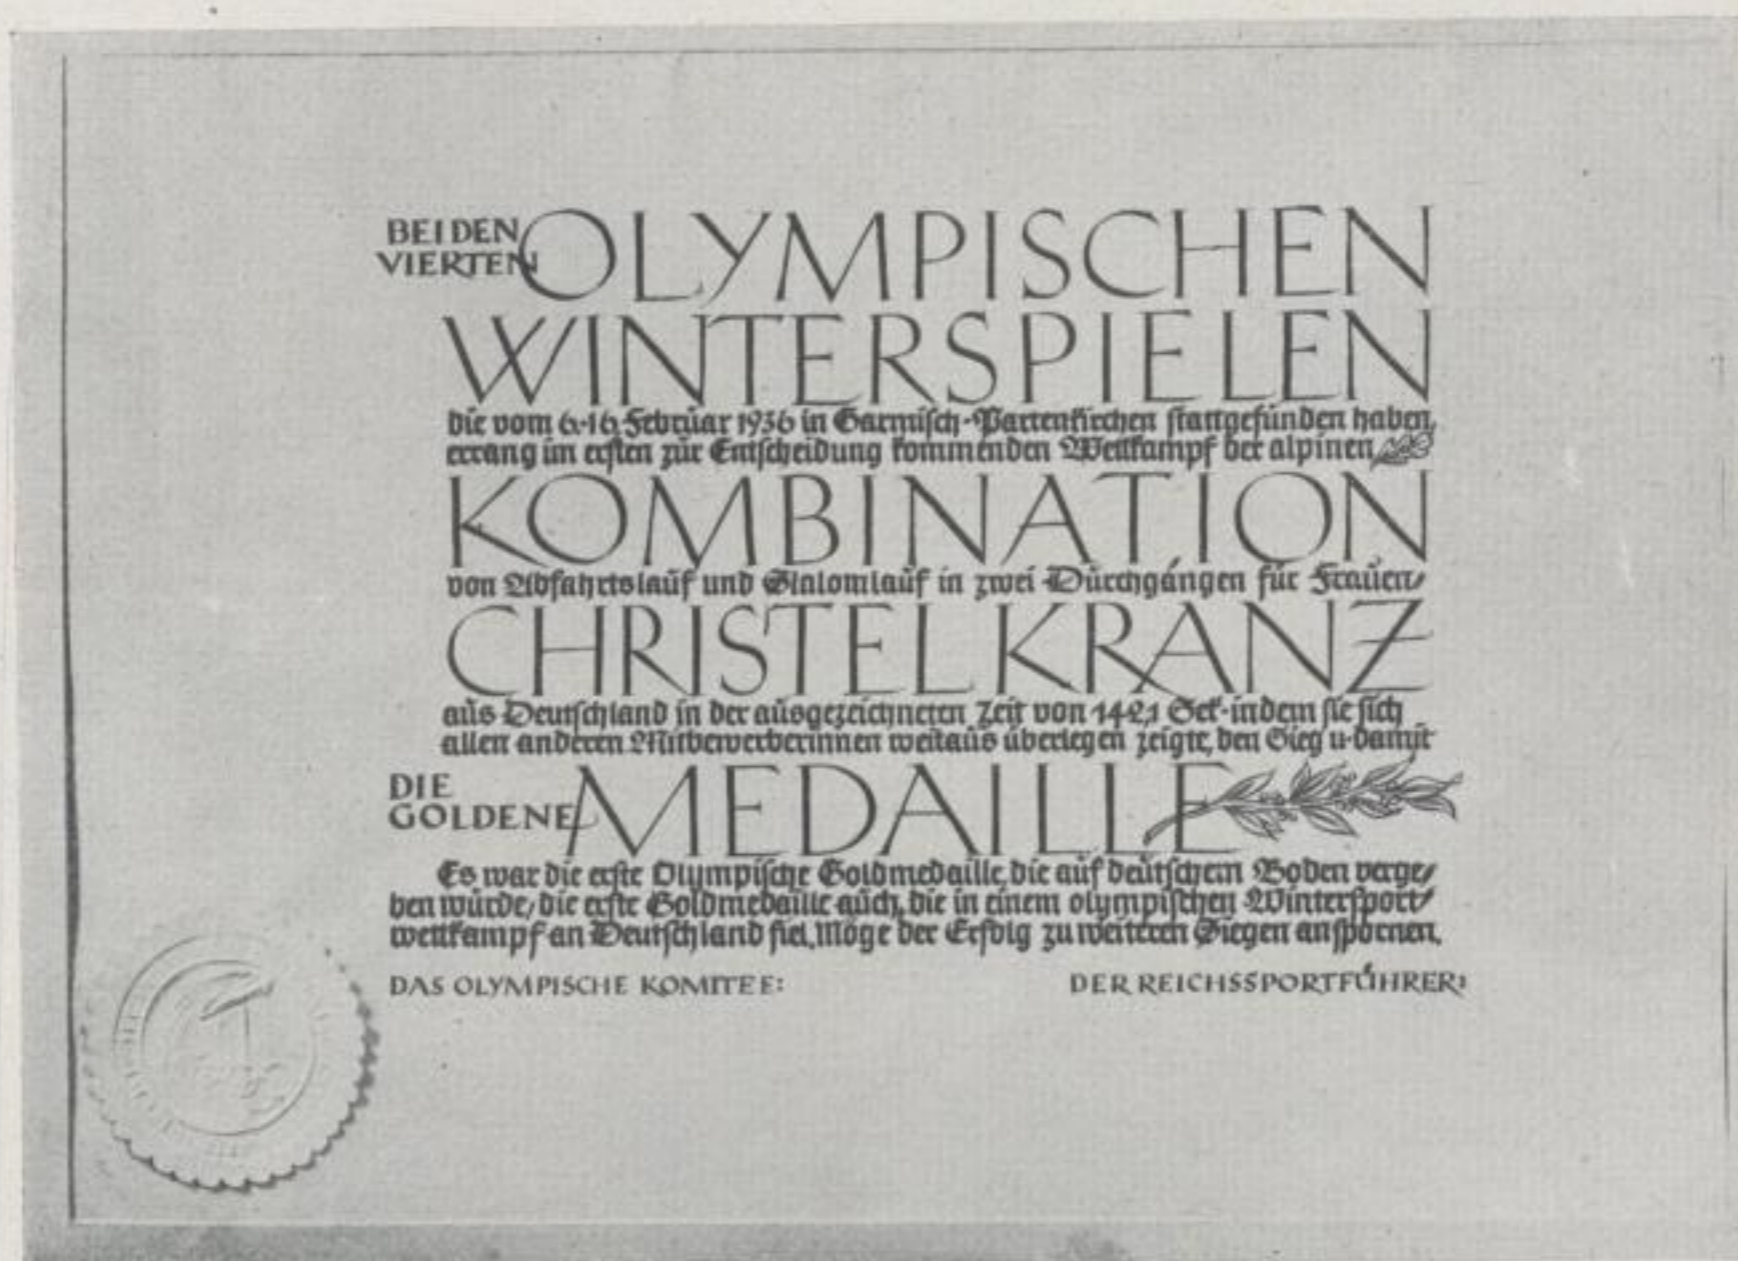 BEI DEN
VIERTEN OLYMPISCHEN
WINTERSPIELEN
die vom 6.-16. Februar 1936 in Garmisch-Partenkirchen stattgefunden haben,
errang im ersten zur Entscheidung kommenden Wettkampf der alpinen
KOMBINATION
von Abfahrtslauf und Slalomlauf in zwei Durchgängen für Frauen,
CHRISTEL KRANZ
aus Deutschland in der ausgezeichneten Zeit von 142,1 Sek. indem sie sich
allen anderen Mitbewerberinnen weitaus überlegen zeigte, den Sieg u. damit
DIE
GOLDENE MEDAILLE
Es war die erste Olympische Goldmedaille, die auf deutschem Boden verge-
ben wurde, die erste Goldmedaille auch, die in einem olympischen Wintersport-
wettkampf an Deutschland fiel. Möge der Erfolg zu weiteren Siegen anspornen.
DAS OLYMPISCHE KOMITEE: DER REICHSSPORTFÜHRER: